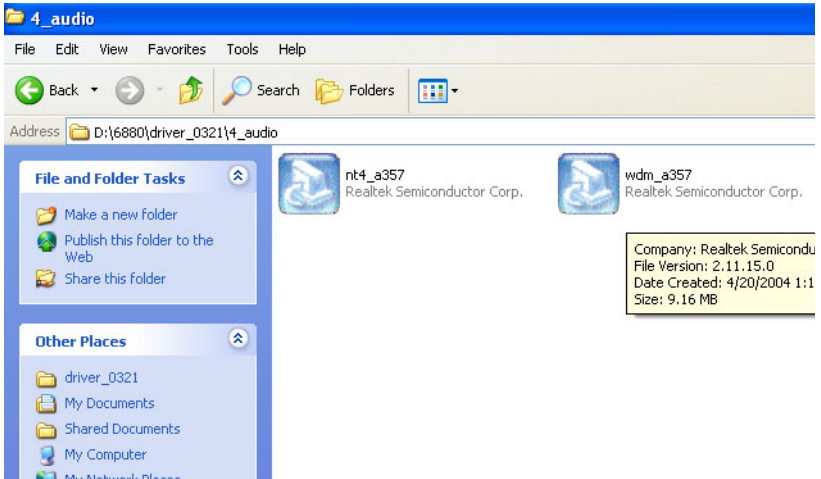 4_audio
File Edit View Favorites Tools Help
Back Search Folders
Address D:\6880\driver_0321\4_audio
File and Folder Tasks
Make a new folder
Publish this folder to the
Web
Share this folder
Other Places
driver_0321
My Documents
Shared Documents
My Computer
My Network Places
nt4_a357
Realtek Semiconductor Corp.
wdm_a357
Realtek Semiconductor Corp.
Company: Realtek Semicondu
File Version: 2.11.15.0
Date Created: 4/20/2004 1:1
Size: 9.16 MB